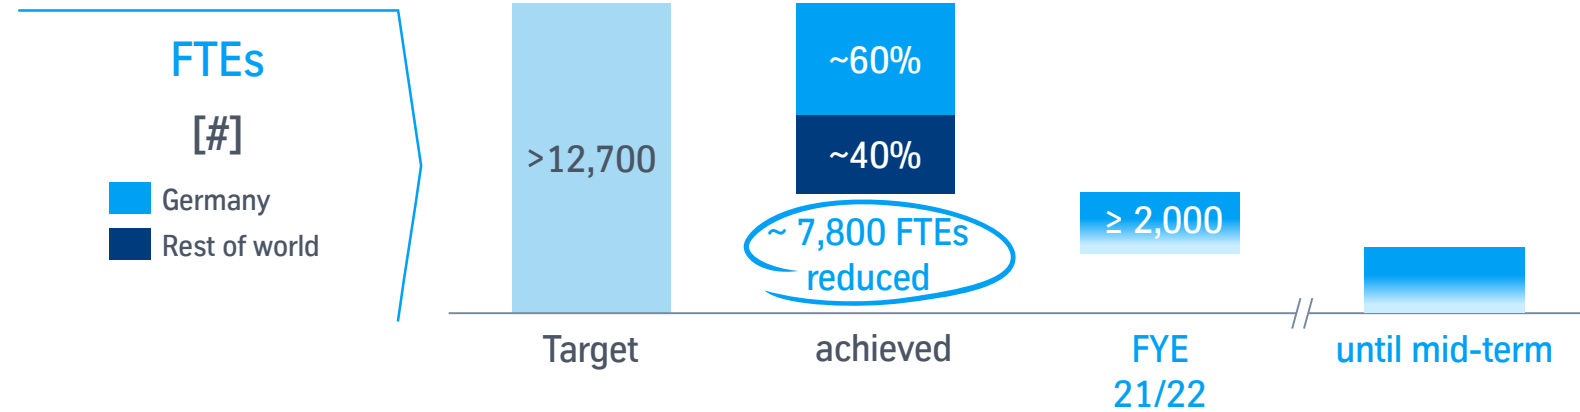 FTEs
[#]
Germany
Rest of world
>12,700
~60%
~40%
~ 7,800 FTEs
reduced
≥ 2,000
Target
achieved
FYE
21/22
until mid-term